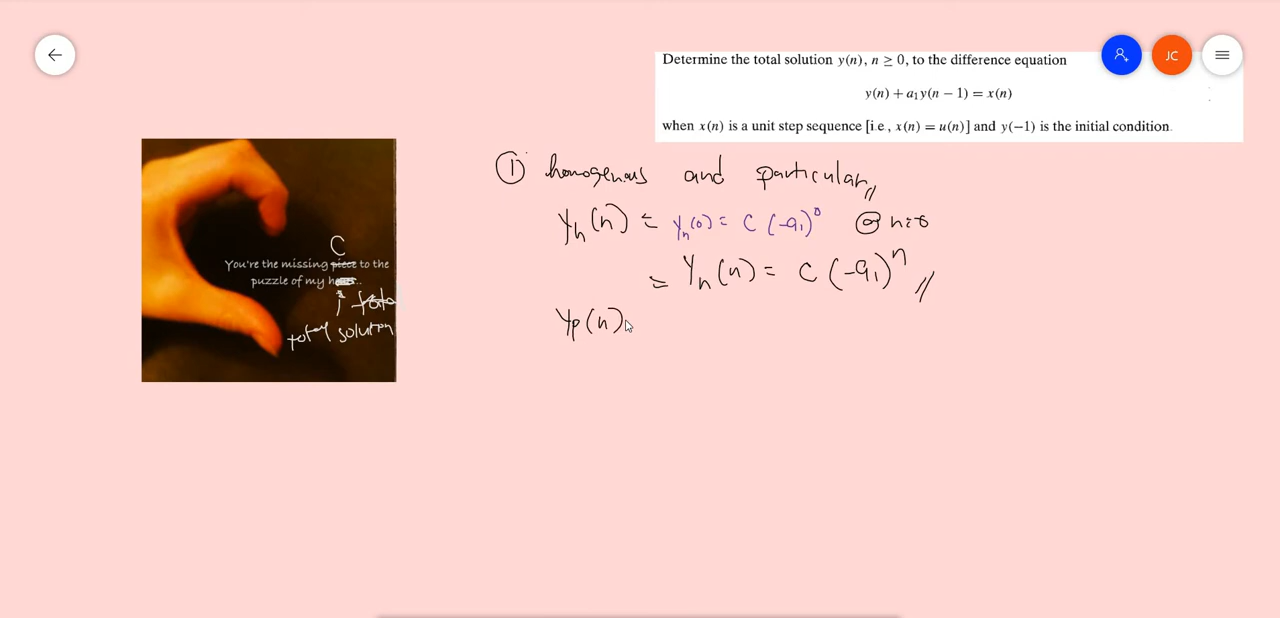 JC
Determine the total solution y(n), n ≥ 0, to the difference equation
y(n) + a₁y(n − 1) = x(n)
when x(n) is a unit step sequence [i.e., x(n) = u(n)] and y(−1) is the initial condition.
① homogenous and particular //
yₕ(n) = yₕ(0) = C (-a₁)⁰ @ n=0
= yₕ(n) = C (-a₁)ⁿ //
yₚ(n)
C
You're the missing piece to the
puzzle of my
total solution